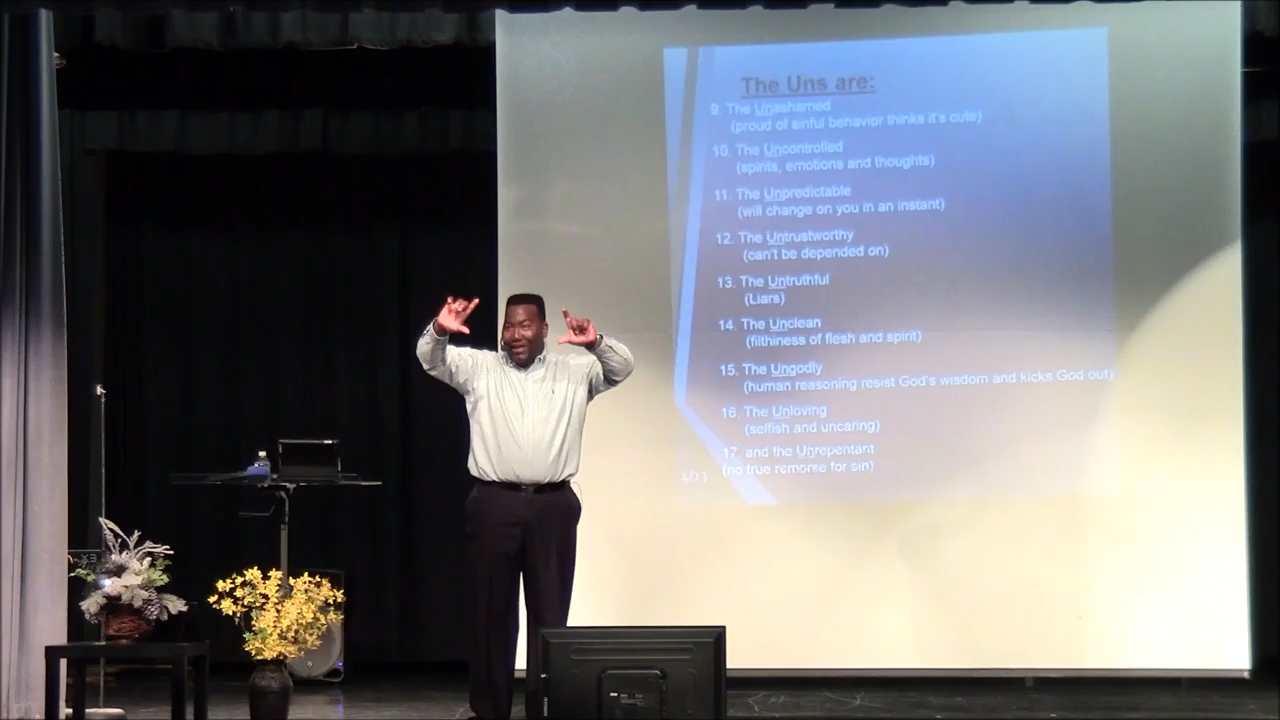 The Uns are:
9. The Unashamed
(proud of sinful behavior thinks it's cute)
10. The Uncontrolled
(spirits, emotions and thoughts)
11. The Unpredictable
(will change on you in an instant)
12. The Untrustworthy
(can't be depended on)
13. The Untruthful
(Liars)
14. The Unclean
(filthiness of flesh and spirit)
15. The Ungodly
(human reasoning resist God's wisdom and kicks God out)
16. The Unloving
(selfish and uncaring)
17. and the Unrepentant
(no true remorse for sin)